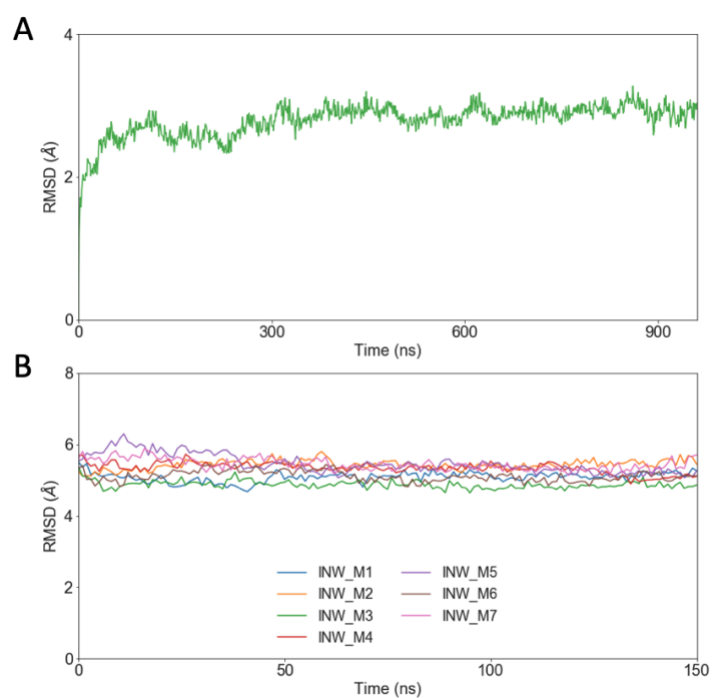 A
4
2
0
RMSD (Å)
0 300 600 900
Time (ns)
B
8
6
4
2
0
RMSD (Å)
INW_M1 INW_M5
INW_M2 INW_M6
INW_M3 INW_M7
INW_M4
0 50 100 150
Time (ns)